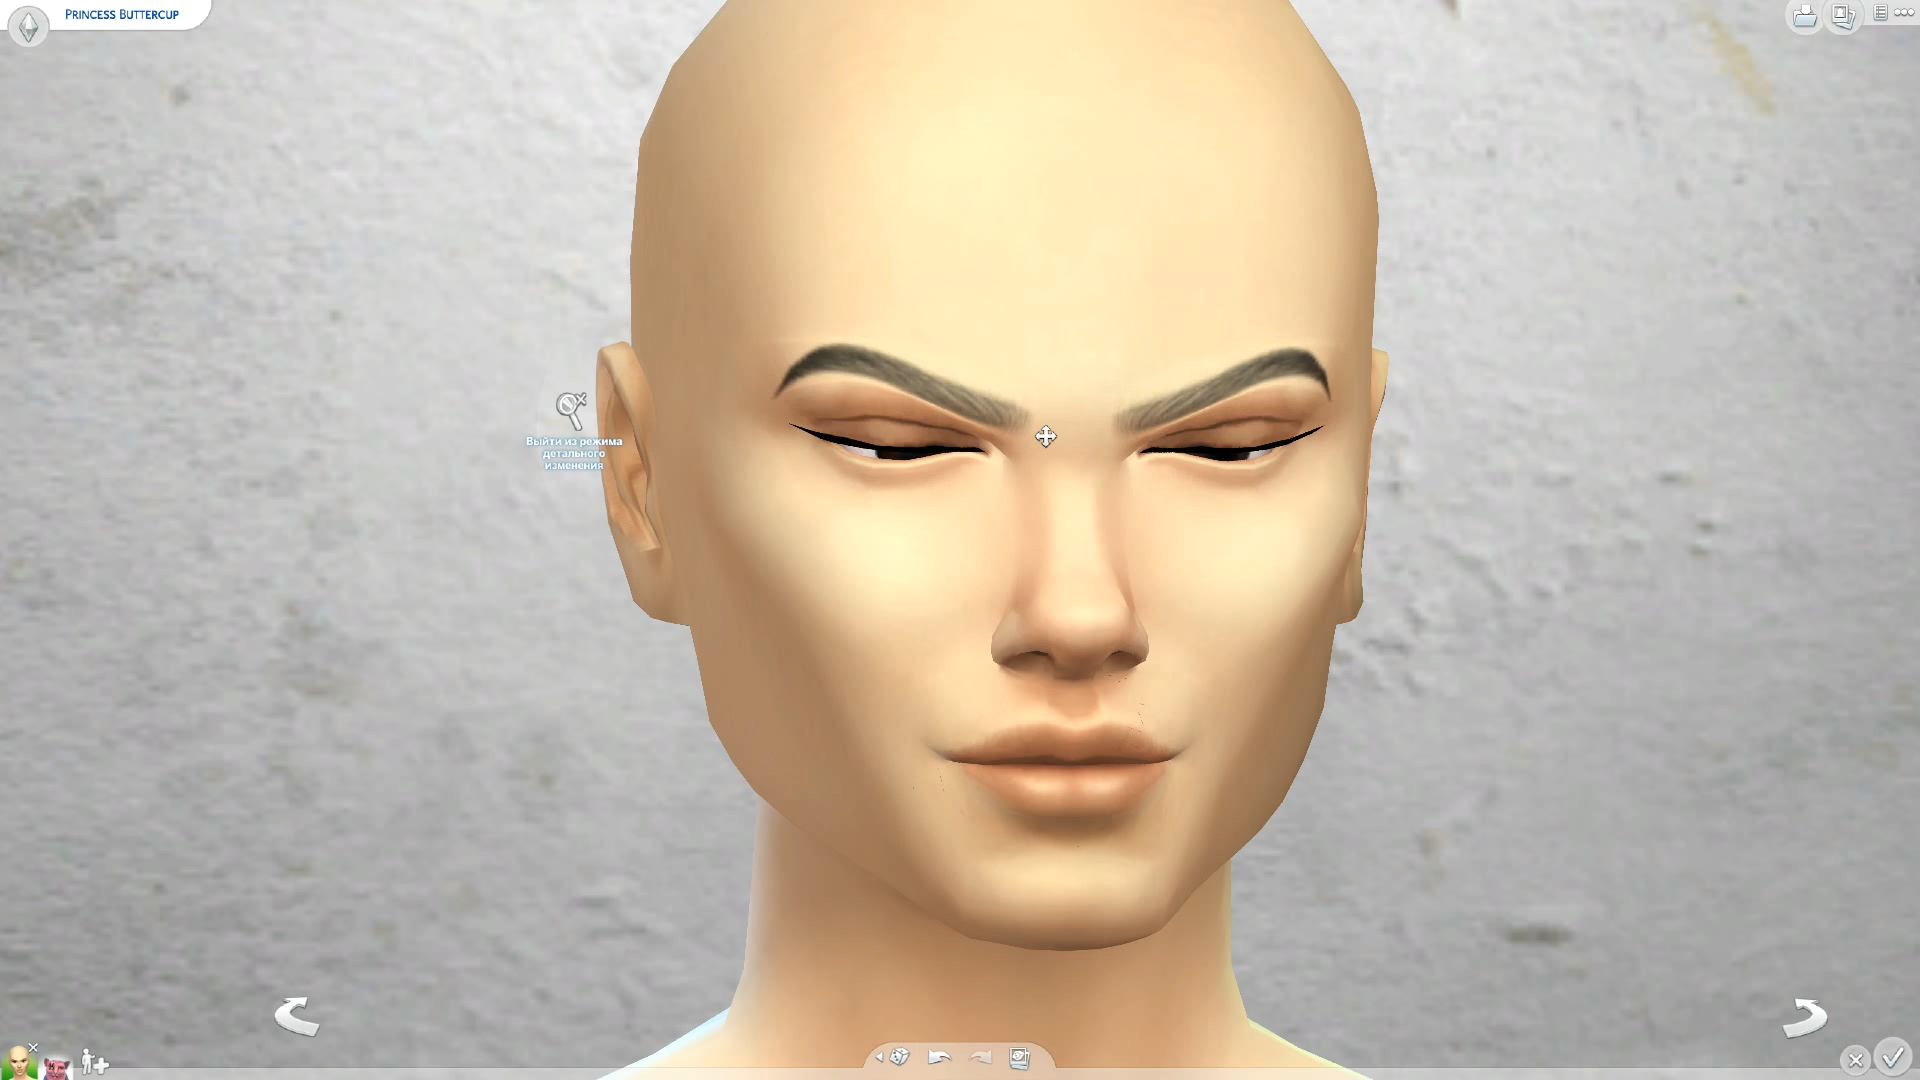 Princess Buttercup
Выйти из режима
детального
изменения